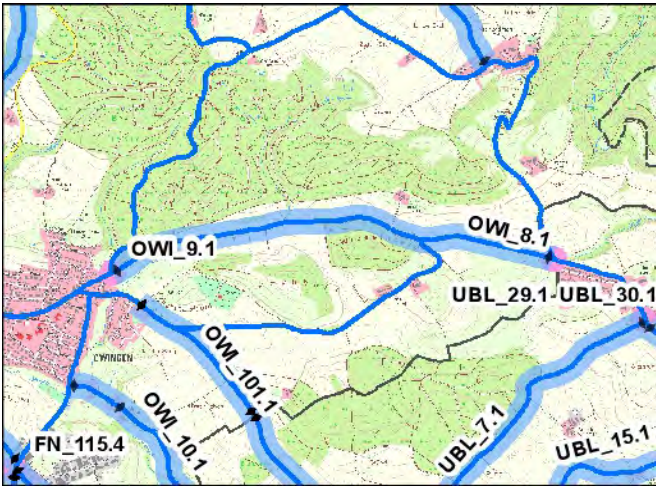 OWI_9.1
OWI_8.1
UBL_29.1
UBL_30.1
OWI_101.1
OWINGEN
OWI_10.1
UBL_7.1
FN_115.4
UBL_15.1